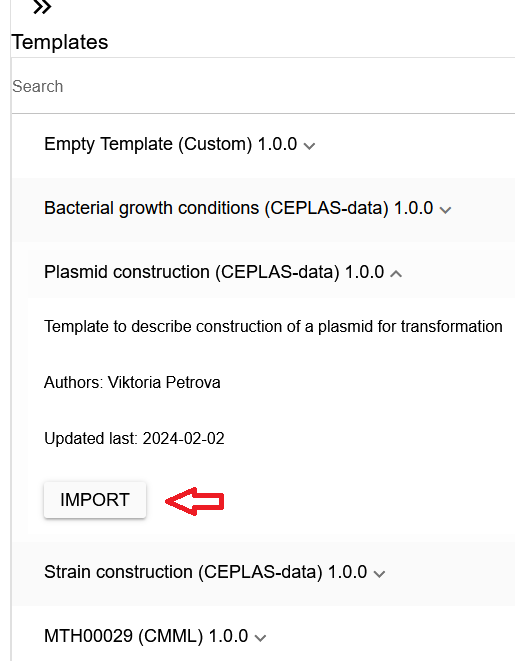 Templates
Search
Empty Template (Custom) 1.0.0
Bacterial growth conditions (CEPLAS-data) 1.0.0
Plasmid construction (CEPLAS-data) 1.0.0
Template to describe construction of a plasmid for transformation
Authors: Viktoria Petrova
Updated last: 2024-02-02
IMPORT
Strain construction (CEPLAS-data) 1.0.0
MTH00029 (CMML) 1.0.0